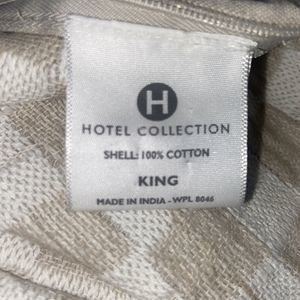 H
HOTEL COLLECTION
SHELL: 100% COTTON
KING
MADE IN INDIA - WPL 8046